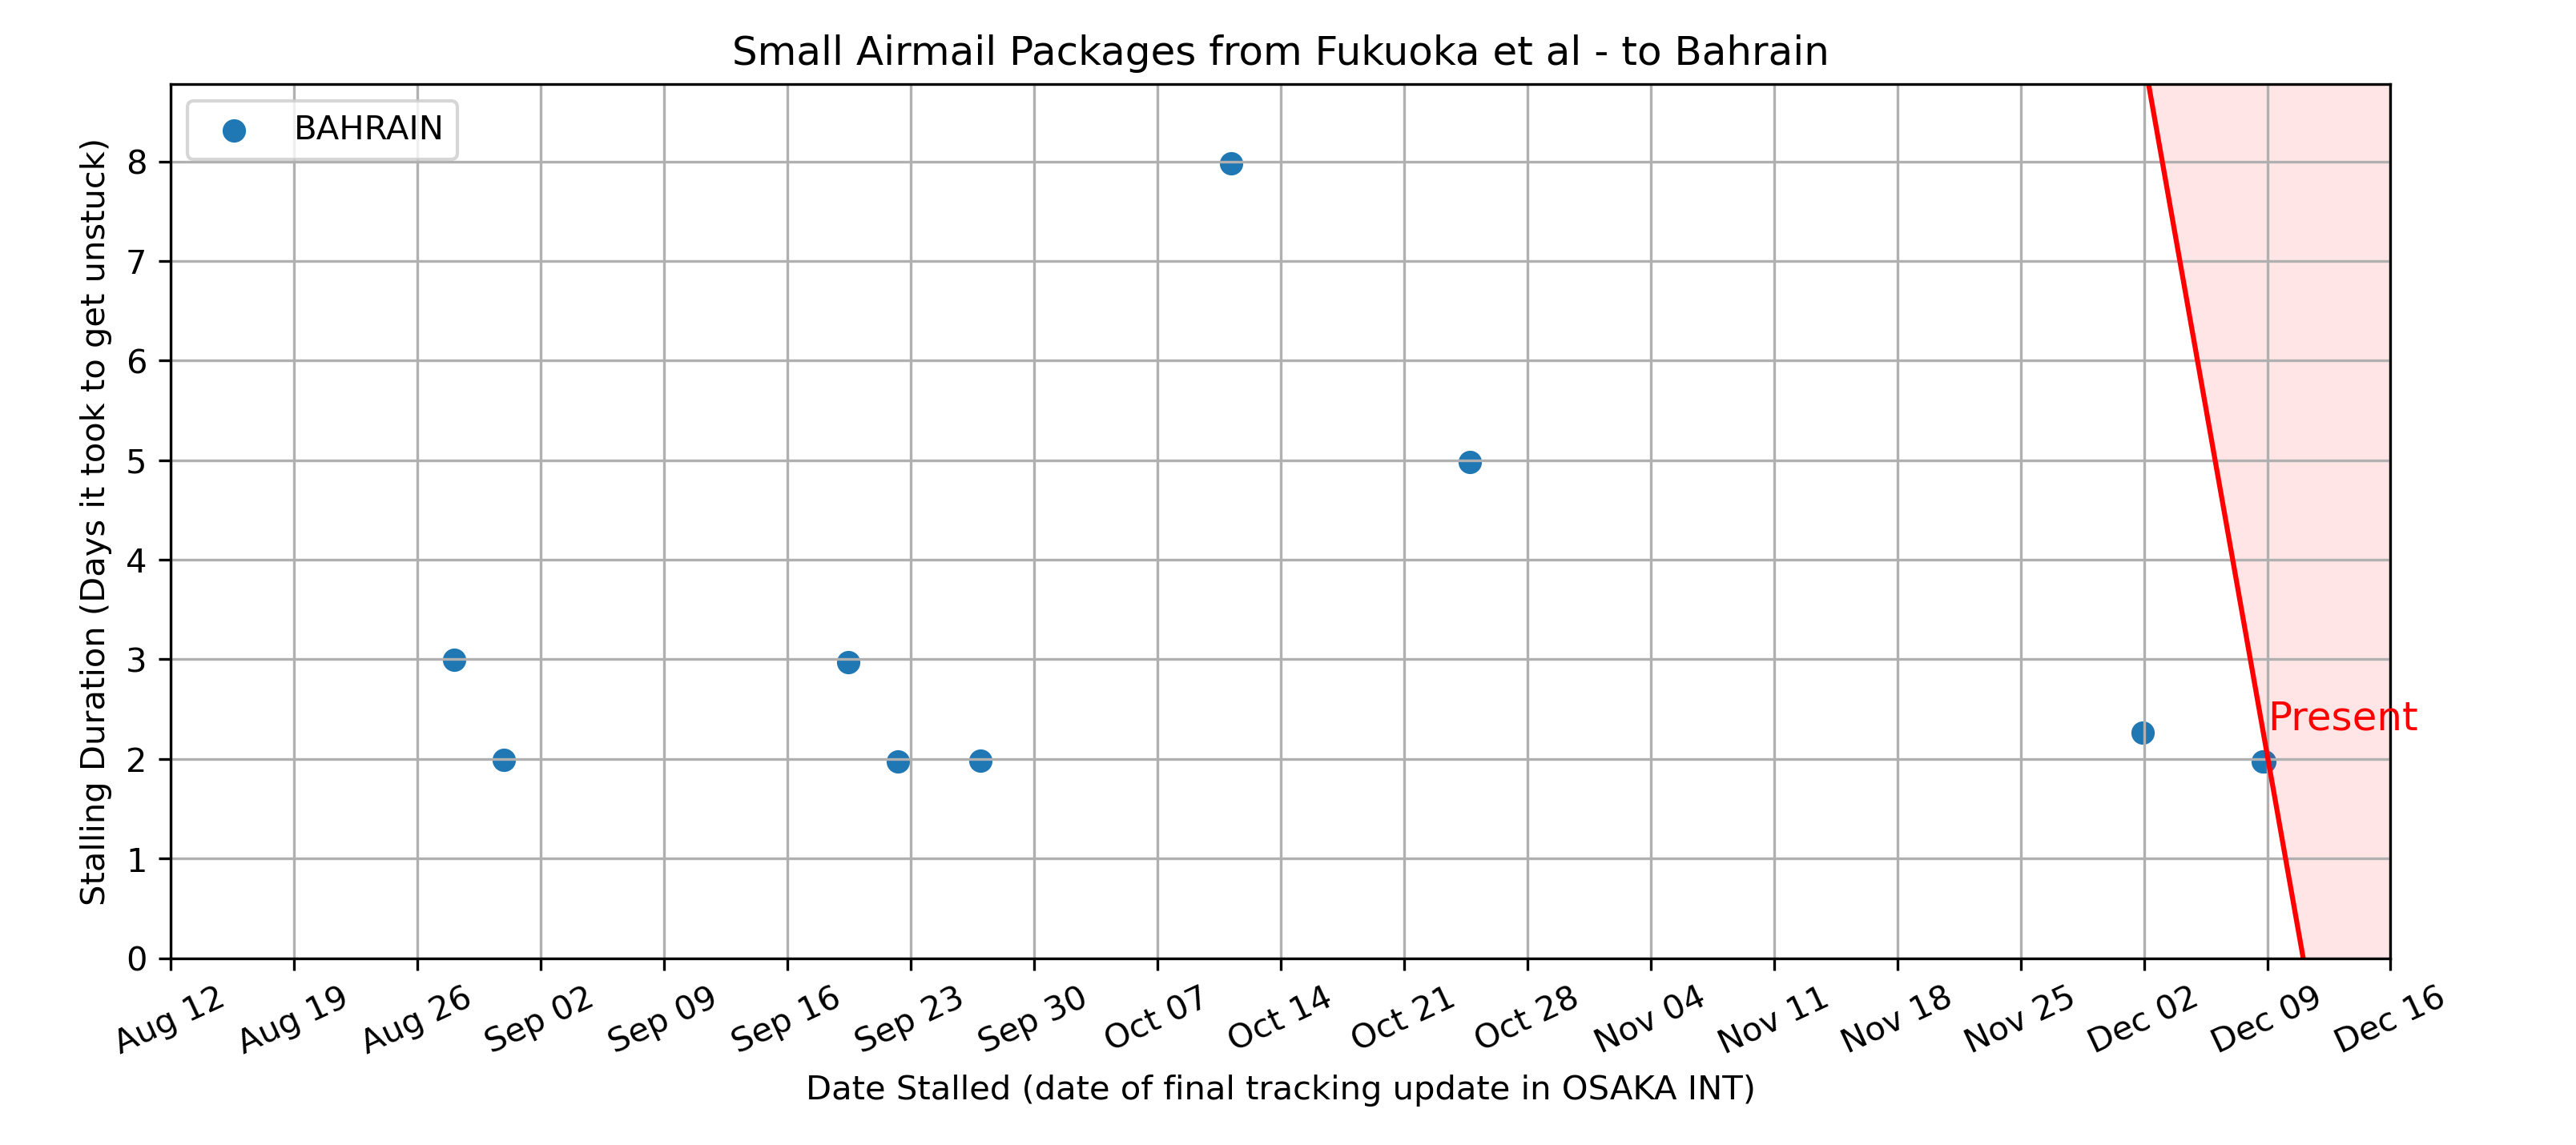 Small Airmail Packages from Fukuoka et al - to Bahrain
BAHRAIN
Stalling Duration (Days it took to get unstuck)
8
7
6
5
4
3
2
1
0
Present
Aug 12
Aug 19
Aug 26
Sep 02
Sep 09
Sep 16
Sep 23
Sep 30
Oct 07
Oct 14
Oct 21
Oct 28
Nov 04
Nov 11
Nov 18
Nov 25
Dec 02
Dec 09
Dec 16
Date Stalled (date of final tracking update in OSAKA INT)